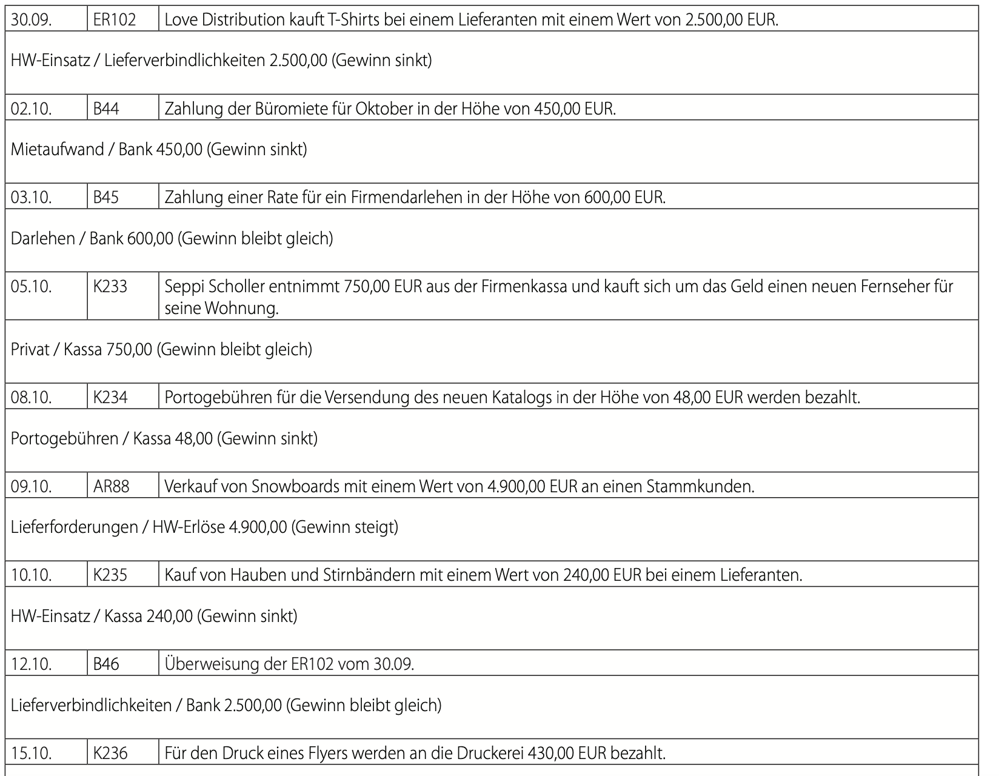 30.09. ER102 Love Distribution kauft T-Shirts bei einem Lieferanten mit einem Wert von 2.500,00 EUR.
HW-Einsatz / Lieferverbindlichkeiten 2.500,00 (Gewinn sinkt)
02.10. B44 Zahlung der Büromiete für Oktober in der Höhe von 450,00 EUR.
Mietaufwand / Bank 450,00 (Gewinn sinkt)
03.10. B45 Zahlung einer Rate für ein Firmendarlehen in der Höhe von 600,00 EUR.
Darlehen / Bank 600,00 (Gewinn bleibt gleich)
05.10. K233 Seppi Scholler entnimmt 750,00 EUR aus der Firmenkassa und kauft sich um das Geld einen neuen Fernseher für
seine Wohnung.
Privat / Kassa 750,00 (Gewinn bleibt gleich)
08.10. K234 Portogebühren für die Versendung des neuen Katalogs in der Höhe von 48,00 EUR werden bezahlt.
Portogebühren / Kassa 48,00 (Gewinn sinkt)
09.10. AR88 Verkauf von Snowboards mit einem Wert von 4.900,00 EUR an einen Stammkunden.
Lieferforderungen / HW-Erlöse 4.900,00 (Gewinn steigt)
10.10. K235 Kauf von Hauben und Stirnbändern mit einem Wert von 240,00 EUR bei einem Lieferanten.
HW-Einsatz / Kassa 240,00 (Gewinn sinkt)
12.10. B46 Überweisung der ER102 vom 30.09.
Lieferverbindlichkeiten / Bank 2.500,00 (Gewinn bleibt gleich)
15.10. K236 Für den Druck eines Flyers werden an die Druckerei 430,00 EUR bezahlt.